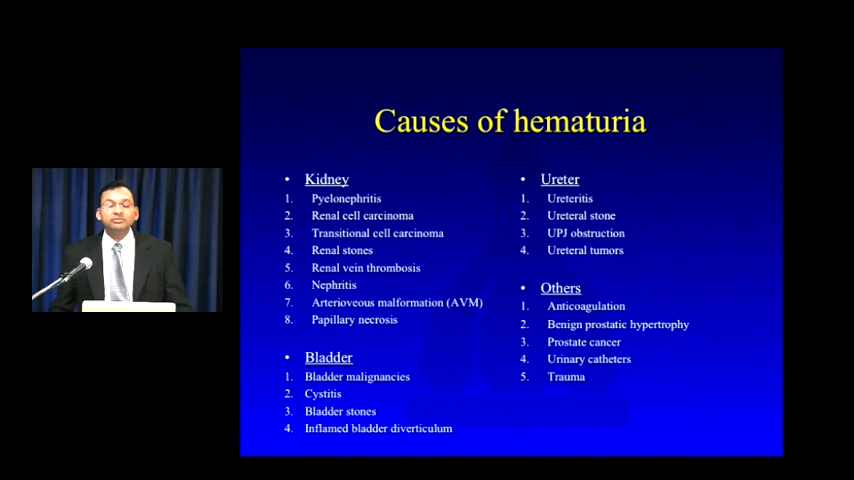 Causes of hematuria
• Kidney
1. Pyelonephritis
2. Renal cell carcinoma
3. Transitional cell carcinoma
4. Renal stones
5. Renal vein thrombosis
6. Nephritis
7. Arterioveous malformation (AVM)
8. Papillary necrosis
• Bladder
1. Bladder malignancies
2. Cystitis
3. Bladder stones
4. Inflamed bladder diverticulum
• Ureter
1. Ureteritis
2. Ureteral stone
3. UPJ obstruction
4. Ureteral tumors
• Others
1. Anticoagulation
2. Benign prostatic hypertrophy
3. Prostate cancer
4. Urinary catheters
5. Trauma